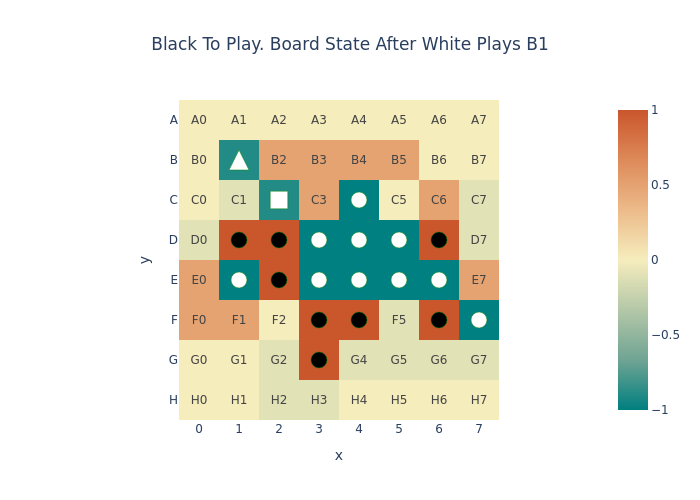 Black To Play. Board State After White Plays B1
A A0 A1 A2 A3 A4 A5 A6 A7
B B0 B2 B3 B4 B5 B6 B7
C C0 C1 C3 C5 C6 C7
D D0 D7
E E0 E7
F F0 F1 F2 F5
G G0 G1 G2 G4 G5 G6 G7
H H0 H1 H2 H3 H4 H5 H6 H7
0 1 2 3 4 5 6 7
x
y
1
0.5
0
−0.5
−1